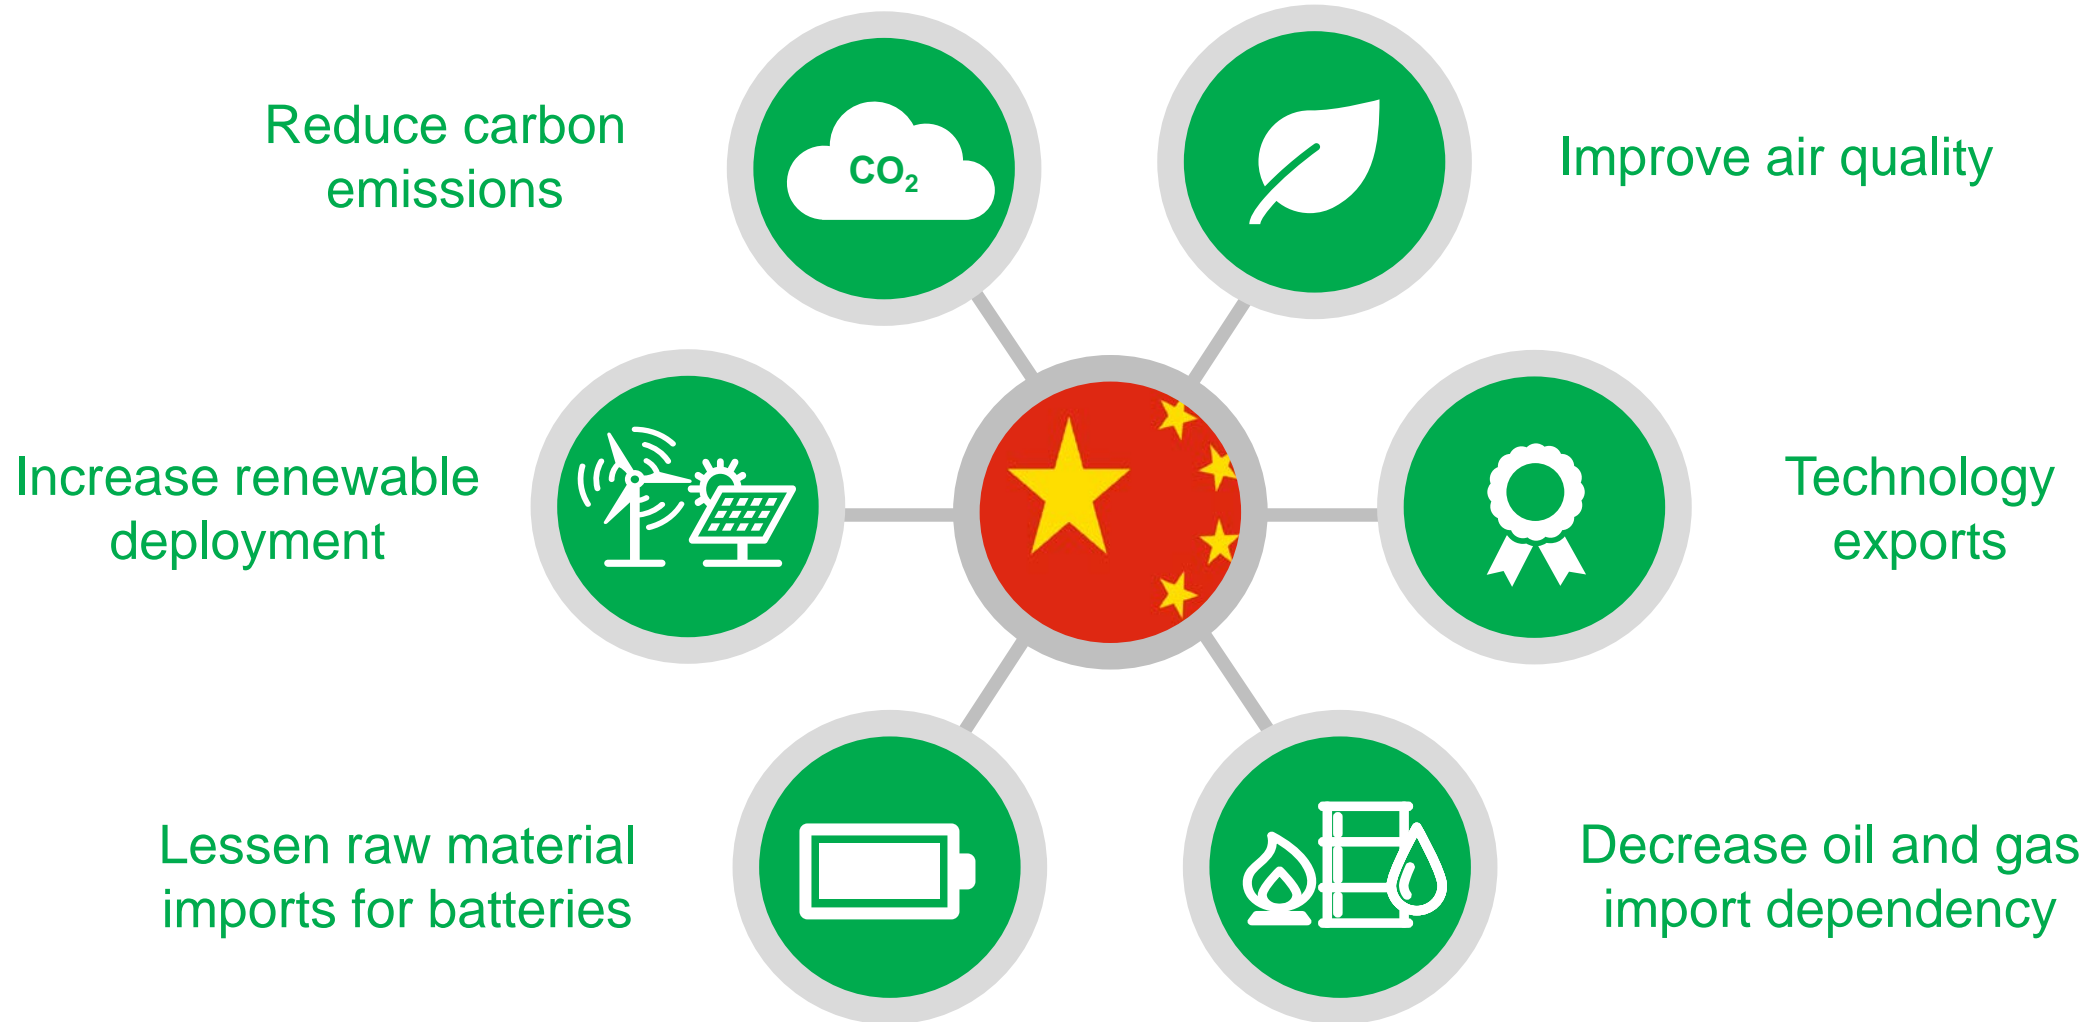 Reduce carbon
emissions
CO₂
Improve air quality
Increase renewable
deployment
Technology
exports
Lessen raw material
imports for batteries
Decrease oil and gas
import dependency